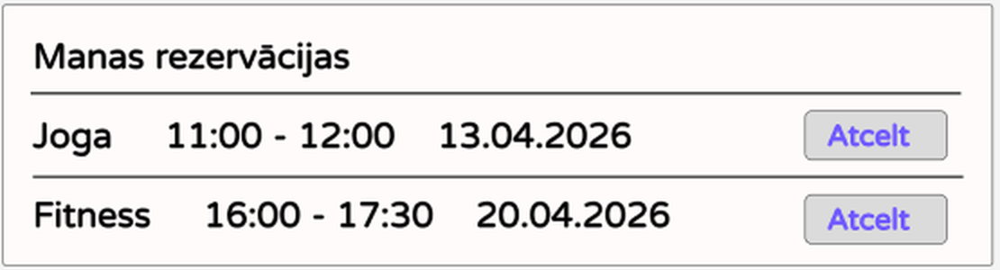 Manas rezervācijas
Joga 11:00 - 12:00 13.04.2026 Atcelt
Fitness 16:00 - 17:30 20.04.2026 Atcelt